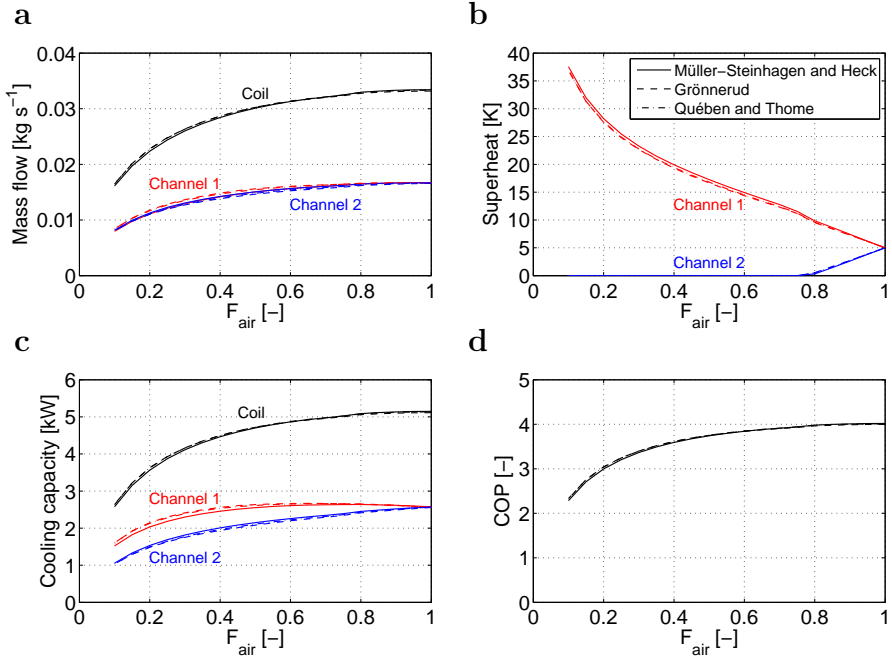 a
0.04
0.03
0.02
0.01
0
0.2
0.4
0.6
0.8
1
Mass flow [kg s⁻¹]
F_air [−]
Coil
Channel 1
Channel 2
b
40
35
30
25
20
15
10
5
0
0
0.2
0.4
0.6
0.8
1
Superheat [K]
F_air [−]
Müller−Steinhagen and Heck
Grönnerud
Quében and Thome
Channel 1
Channel 2
c
6
5
4
3
2
1
0
0
0.2
0.4
0.6
0.8
1
Cooling capacity [kW]
F_air [−]
Coil
Channel 1
Channel 2
d
5
4
3
2
1
0
0
0.2
0.4
0.6
0.8
1
COP [−]
F_air [−]